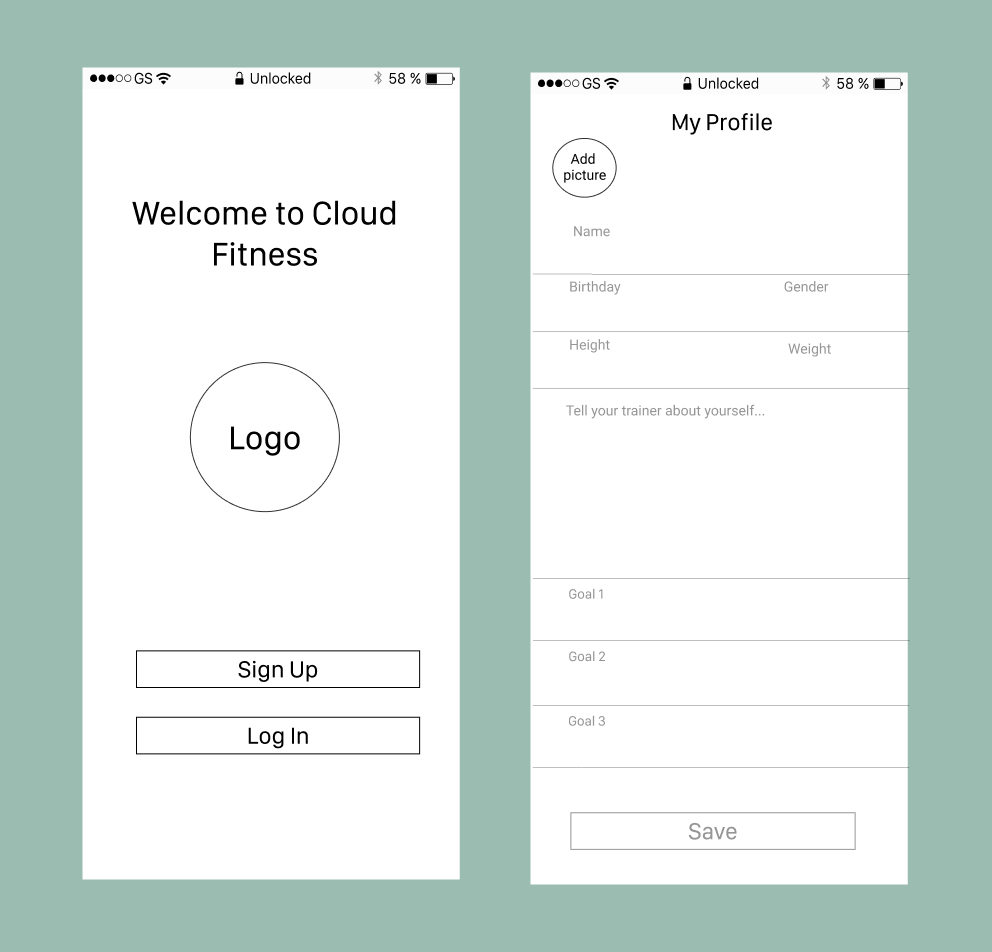 GS Unlocked 58 %
Welcome to Cloud
Fitness
Logo
Sign Up
Log In
GS Unlocked 58 %
My Profile
Add
picture
Name
Birthday Gender
Height Weight
Tell your trainer about yourself...
Goal 1
Goal 2
Goal 3
Save